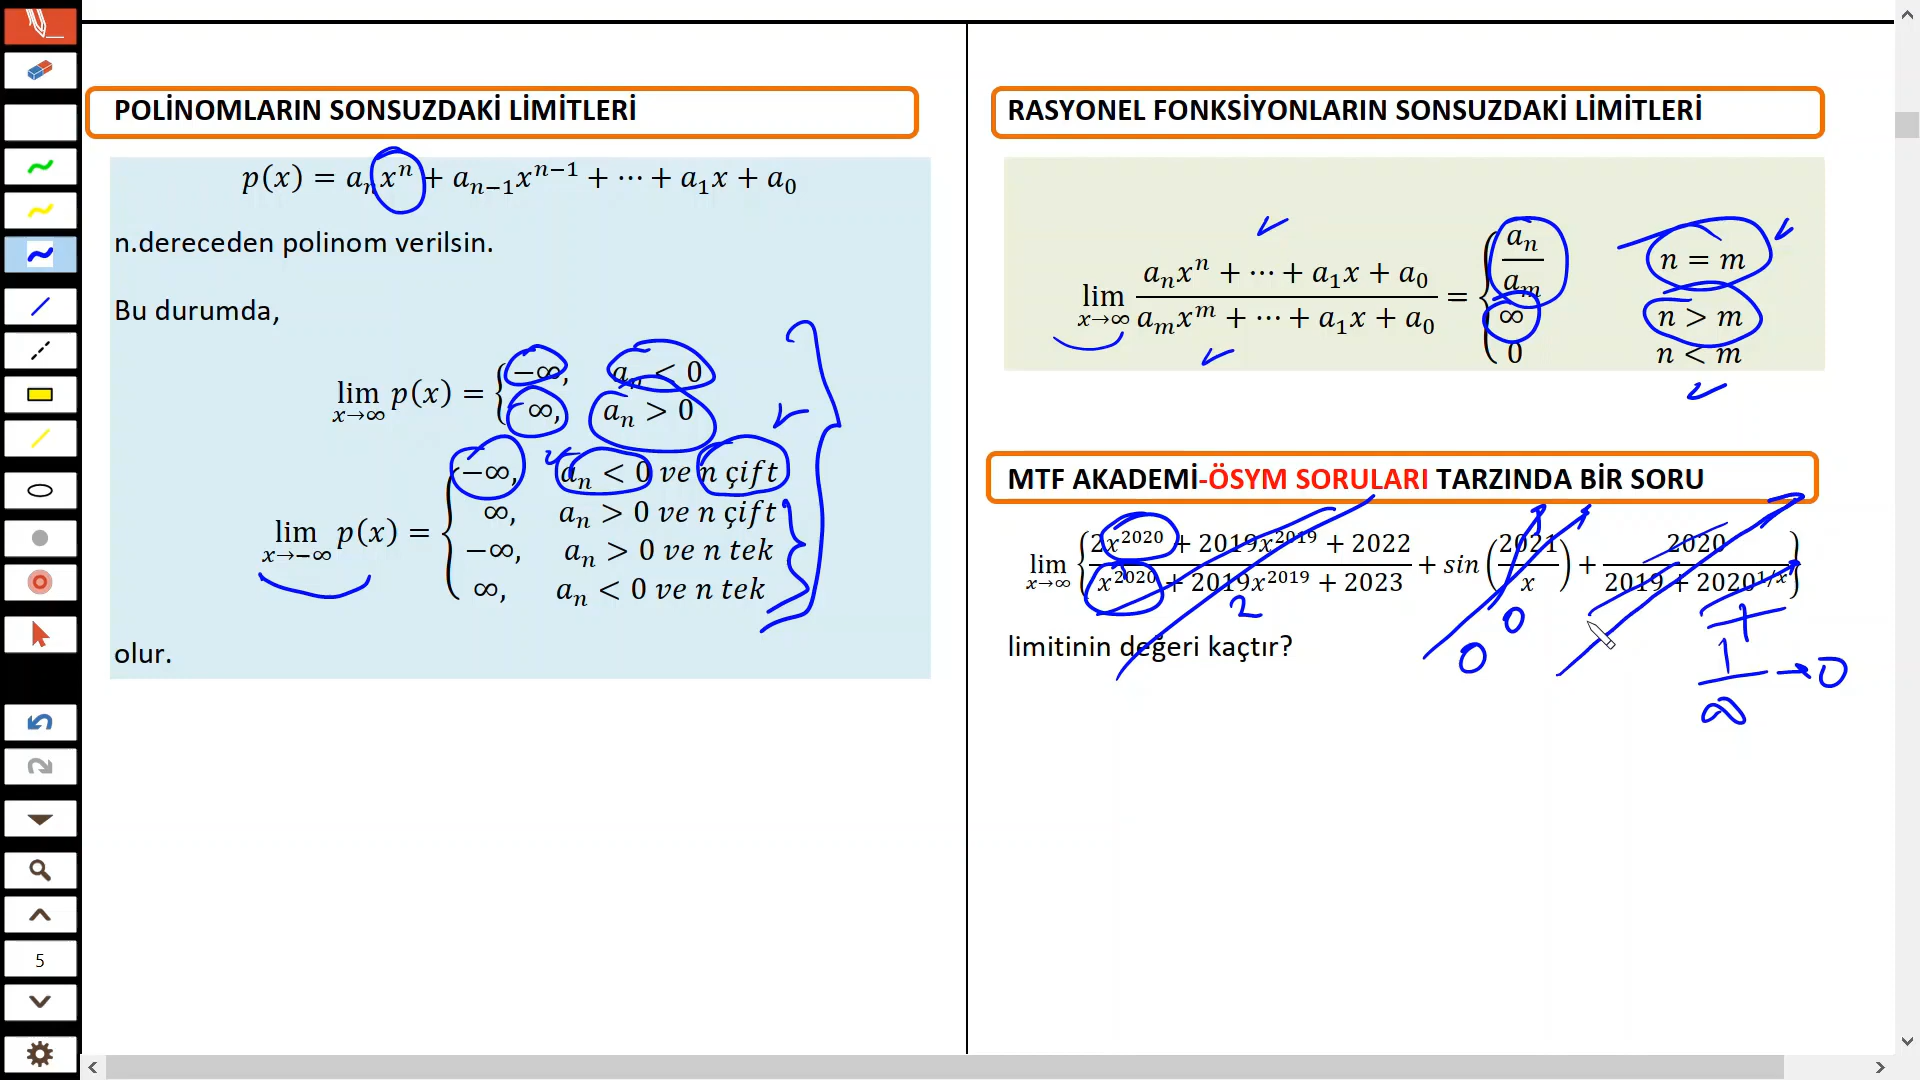 POLİNOMLARIN SONSUZDAKİ LİMİTLERİ
p(x) = aₙxⁿ + aₙ₋₁xⁿ⁻¹ + ⋯ + a₁x + a₀
n.dereceden polinom verilsin.
Bu durumda,
lim x→∞ p(x) = { −∞, aₙ < 0
∞, aₙ > 0
lim x→−∞ p(x) = { −∞, aₙ < 0 ve n çift
∞, aₙ > 0 ve n çift
−∞, aₙ > 0 ve n tek
∞, aₙ < 0 ve n tek
olur.
RASYONEL FONKSİYONLARIN SONSUZDAKİ LİMİTLERİ
lim x→∞ (aₙxⁿ + ⋯ + a₁x + a₀)/(aₘxᵐ + ⋯ + a₁x + a₀) = { aₙ/aₘ n = m
∞ n > m
0 n < m
MTF AKADEMİ-ÖSYM SORULARI TARZINDA BİR SORU
lim x→∞ { (2x²⁰²⁰ + 2019x²⁰¹⁹ + 2022)/(x²⁰²⁰ + 2019x²⁰¹⁹ + 2023) + sin(2021/x) + 2020/(2019 + 2020^(1/x)) }
2
0
0
1
1/∞ → 0
limitinin değeri kaçtır?
5